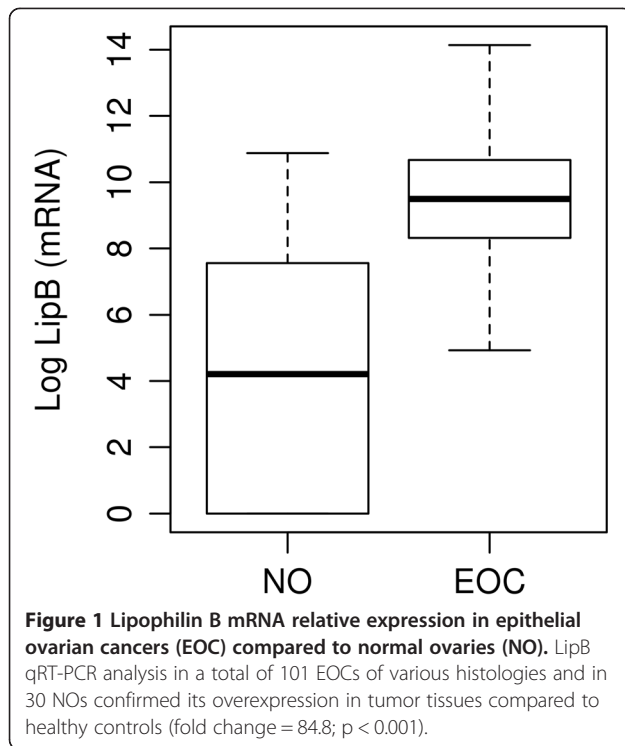 Log LipB (mRNA)
14
12
10
8
6
4
2
0
NO EOC
Figure 1 Lipophilin B mRNA relative expression in epithelial
ovarian cancers (EOC) compared to normal ovaries (NO). LipB
qRT-PCR analysis in a total of 101 EOCs of various histologies and in
30 NOs confirmed its overexpression in tumor tissues compared to
healthy controls (fold change = 84.8; p < 0.001).